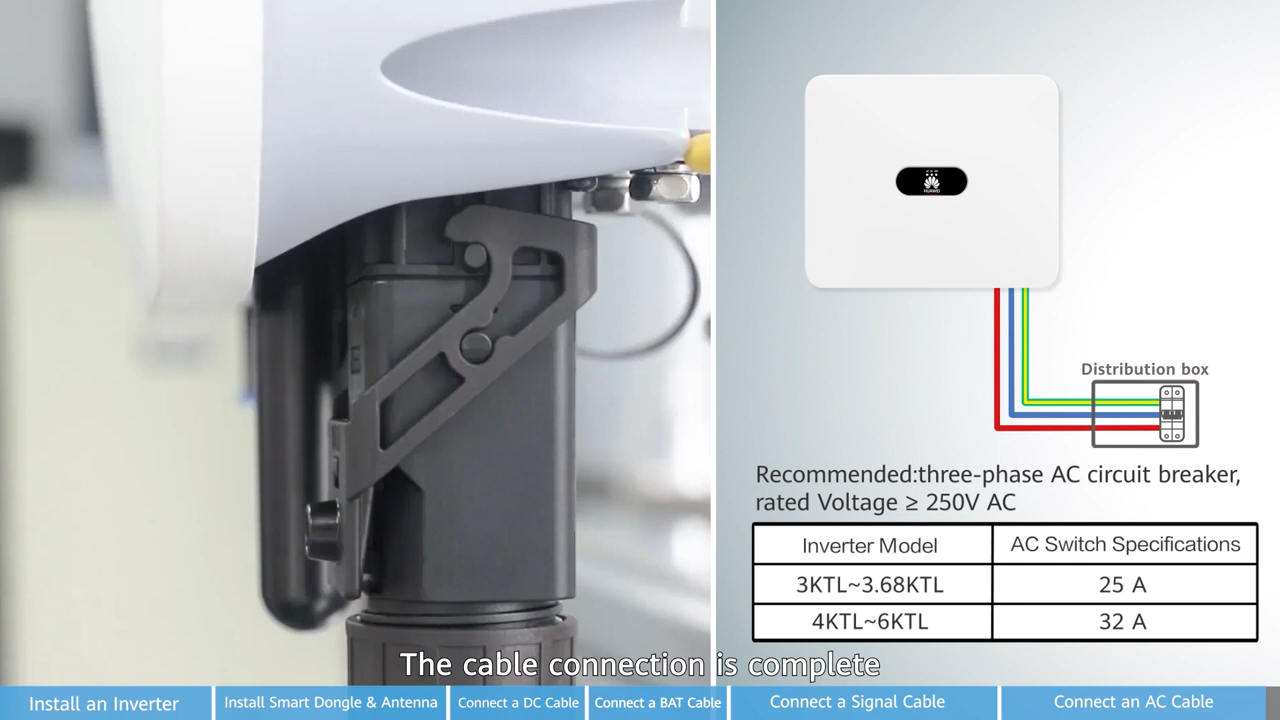 HUAWEI
Distribution box
Recommended:three-phase AC circuit breaker,
rated Voltage ≥ 250V AC
Inverter Model
AC Switch Specifications
3KTL~3.68KTL
25 A
4KTL~6KTL
32 A
The cable connection is complete
Install an Inverter
Install Smart Dongle & Antenna
Connect a DC Cable
Connect a BAT Cable
Connect a Signal Cable
Connect an AC Cable